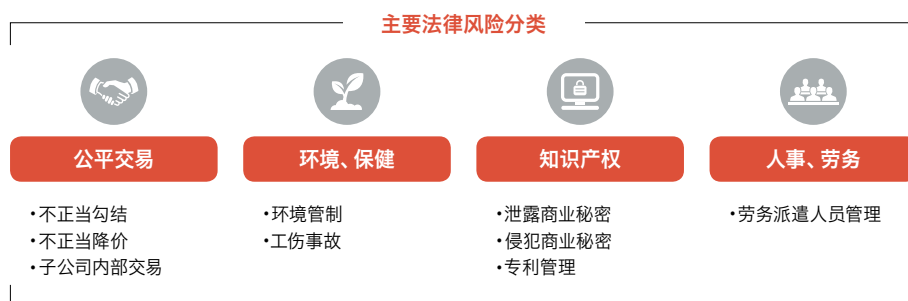 主要法律风险分类
公平交易
环境、保健
知识产权
人事、劳务
·不正当勾结
·不正当降价
·子公司内部交易
·环境管制
·工伤事故
·泄露商业秘密
·侵犯商业秘密
·专利管理
·劳务派遣人员管理